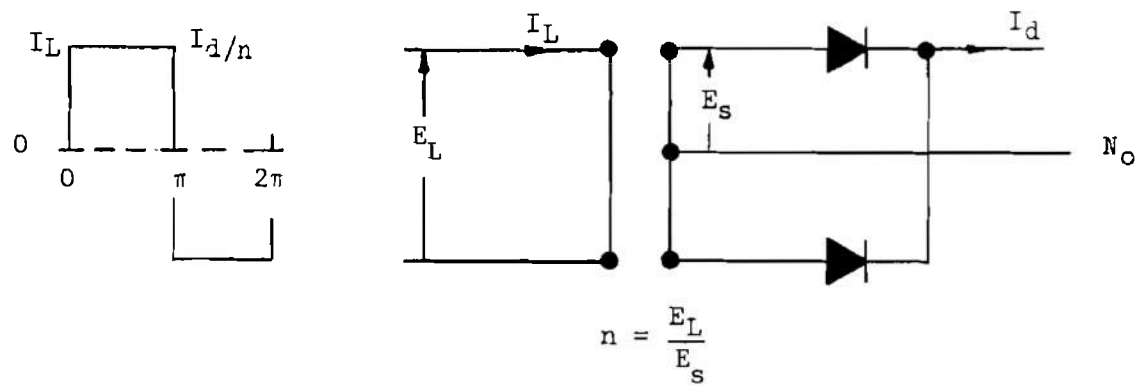 I_L I_d/n
0
0 π 2π
I_L
E_L
E_s
I_d
N_o
n = E_L/E_s